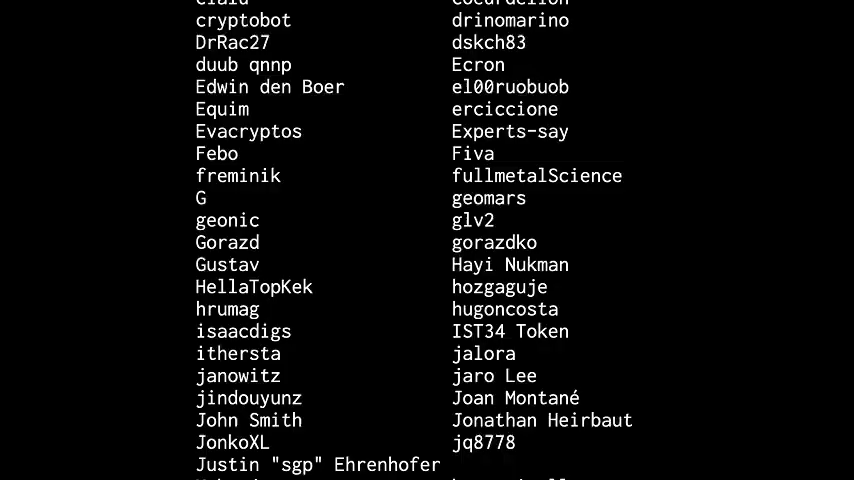 cryptobot drinomarino
DrRac27 dskch83
duub qnnp Ecron
Edwin den Boer el00ruobuob
Equim erciccione
Evacryptos Experts-say
Febo Fiva
freminik fullmetalScience
G geomars
geonic glv2
Gorazd gorazdko
Gustav Hayi Nukman
HellaTopKek hozgaguje
hrumag hugoncosta
isaacdigs IST34 Token
ithersta jalora
janowitz jaro Lee
jindouyunz Joan Montané
John Smith Jonathan Heirbaut
JonkoXL jq8778
Justin "sgp" Ehrenhofer